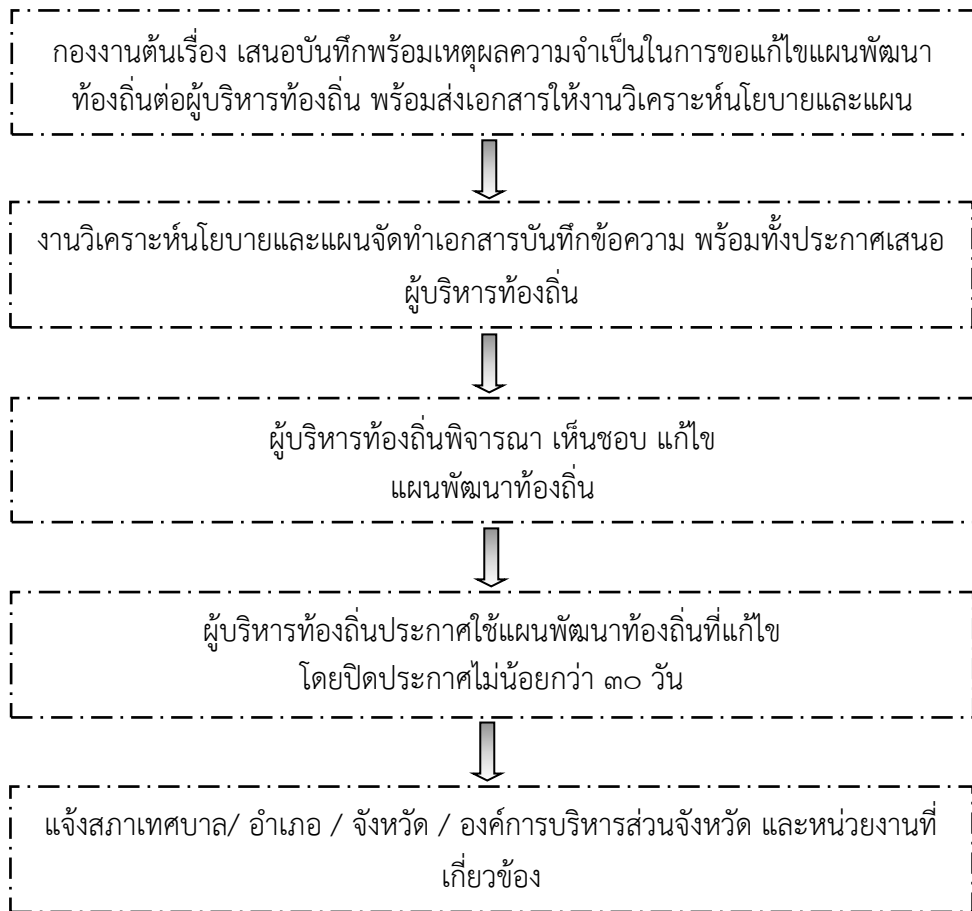 กองงานต้นเรื่อง เสนอบันทึกพร้อมเหตุผลความจำเป็นในการขอแก้ไขแผนพัฒนา
ท้องถิ่นต่อผู้บริหารท้องถิ่น พร้อมส่งเอกสารให้งานวิเคราะห์นโยบายและแผน
งานวิเคราะห์นโยบายและแผนจัดทำเอกสารบันทึกข้อความ พร้อมทั้งประกาศเสนอ
ผู้บริหารท้องถิ่น
ผู้บริหารท้องถิ่นพิจารณา เห็นชอบ แก้ไข
แผนพัฒนาท้องถิ่น
ผู้บริหารท้องถิ่นประกาศใช้แผนพัฒนาท้องถิ่นที่แก้ไข
โดยปิดประกาศไม่น้อยกว่า ๓๐ วัน
แจ้งสภาเทศบาล/ อำเภอ / จังหวัด / องค์การบริหารส่วนจังหวัด และหน่วยงานที่
เกี่ยวข้อง